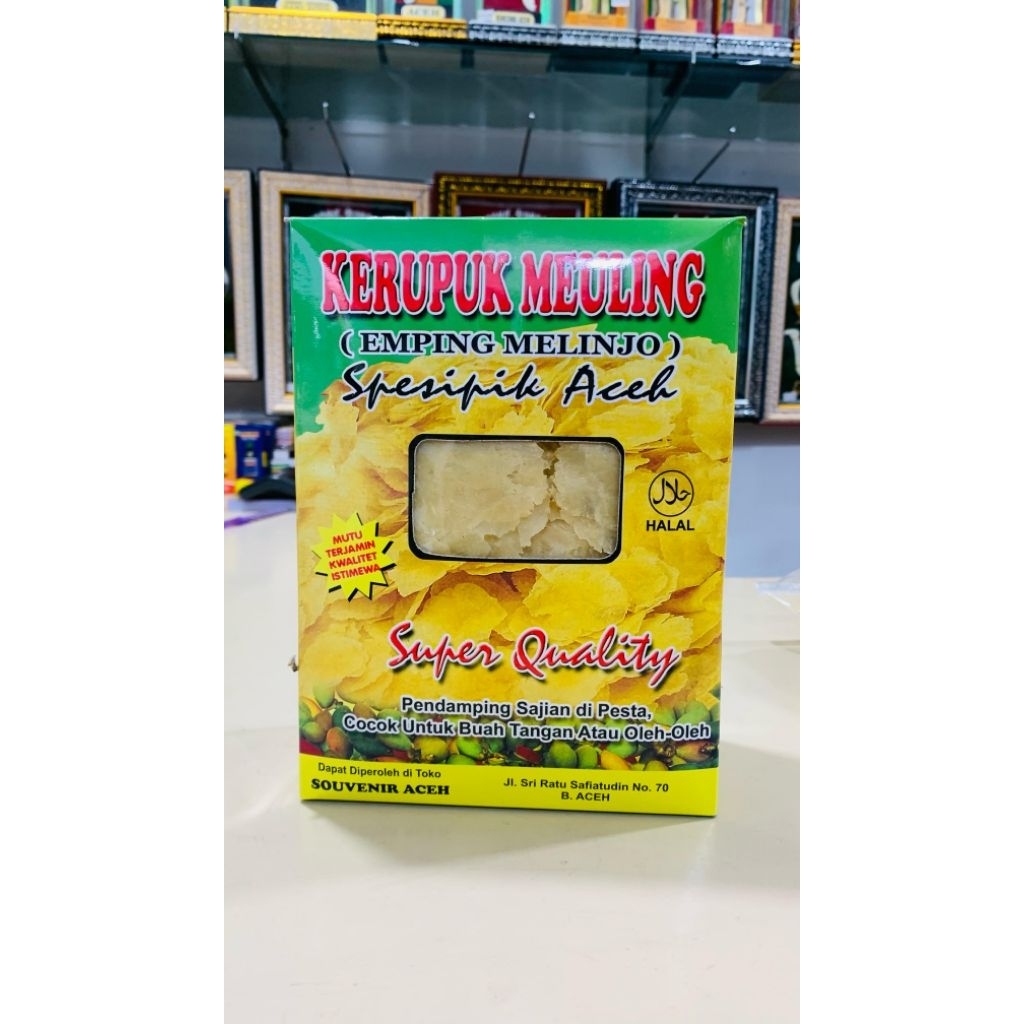 KERUPUK MEULING
( EMPING MELINJO )
Spesipik Aceh
حلال
HALAL
MUTU
TERJAMIN
KWALITET
ISTIMEWA
Super Quality
Pendamping Sajian di Pesta,
Cocok Untuk Buah Tangan Atau Oleh-Oleh
Dapat Diperoleh di Toko
SOUVENIR ACEH
Jl. Sri Ratu Safiatudin No. 70
B. ACEH